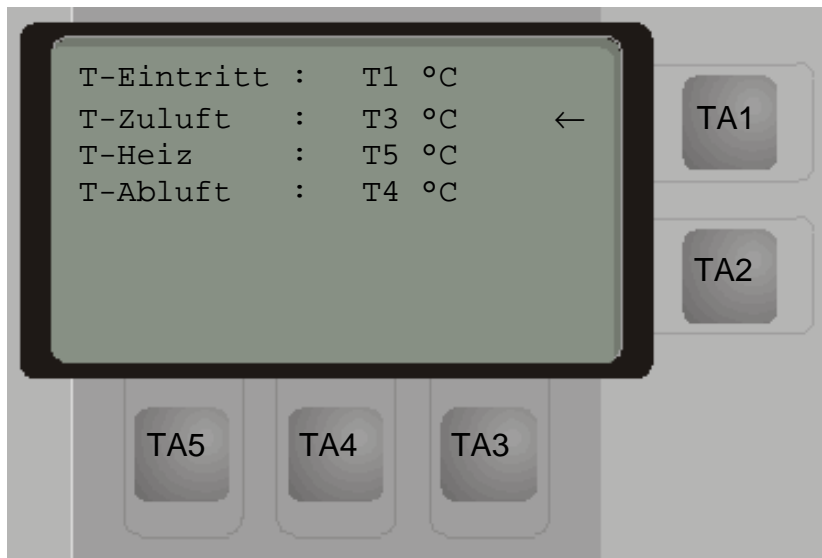 T-Eintritt : T1 °C
T-Zuluft : T3 °C ←
T-Heiz : T5 °C
T-Abluft : T4 °C
TA1
TA2
TA5 TA4 TA3